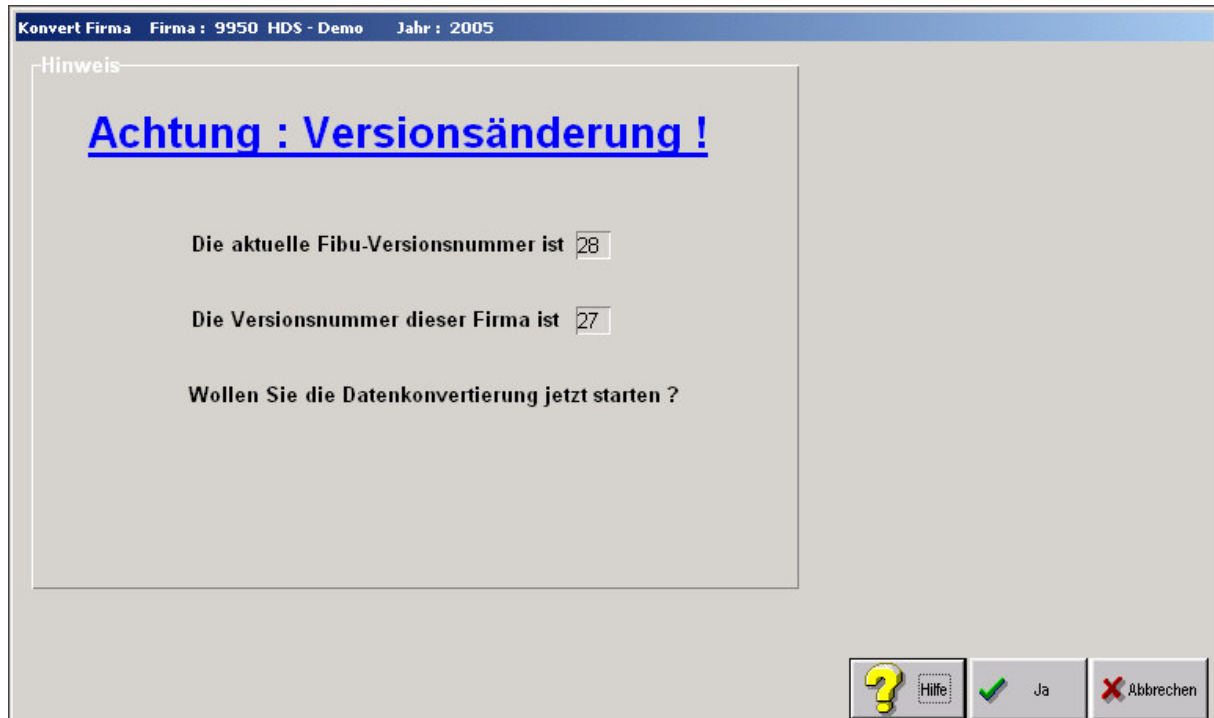 Konvert Firma Firma : 9950 HDS - Demo Jahr : 2005
Hinweis
Achtung : Versionsänderung !
Die aktuelle Fibu-Versionsnummer ist 28
Die Versionsnummer dieser Firma ist 27
Wollen Sie die Datenkonvertierung jetzt starten ?
Hilfe Ja Abbrechen